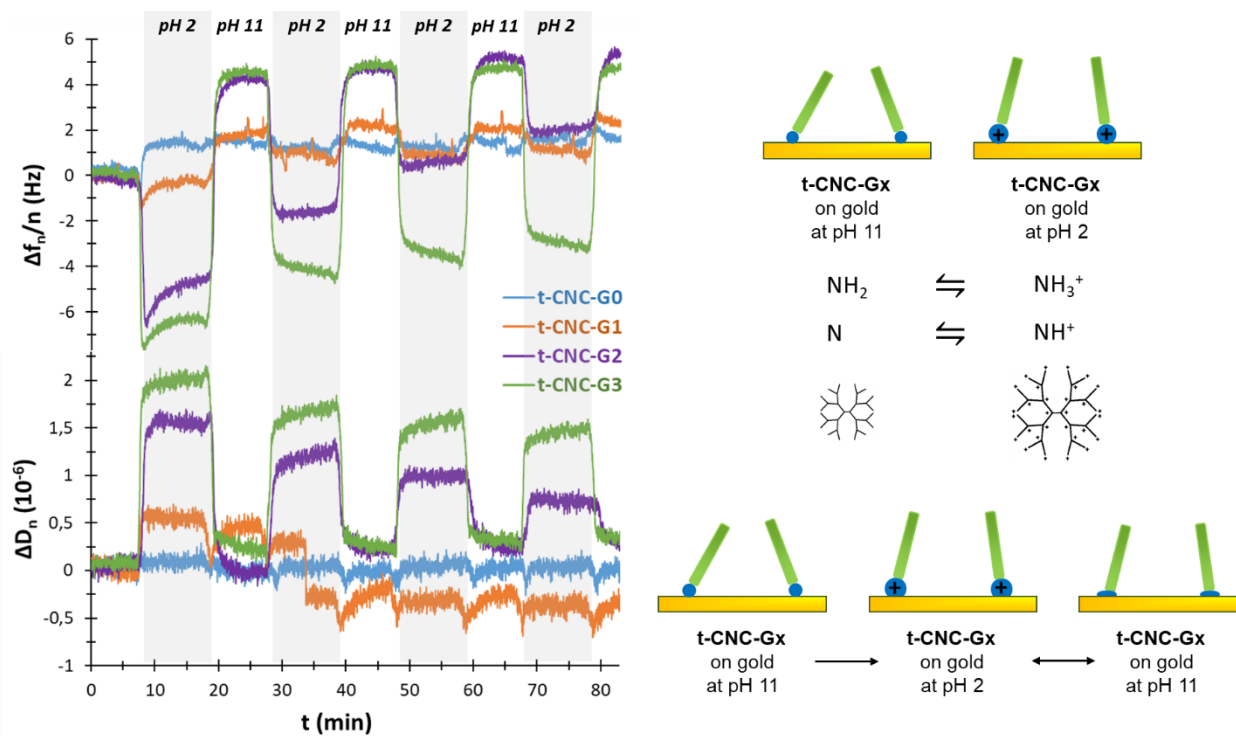 pH 2 pH 11 pH 2 pH 11 pH 2 pH 11 pH 2
6
4
2
0
-2
-4
-6
Δfₙ/n (Hz)
t-CNC-G0
t-CNC-G1
t-CNC-G2
t-CNC-G3
2
1,5
1
0,5
0
-0,5
-1
ΔDₙ (10⁻⁶)
0 10 20 30 40 50 60 70 80
t (min)
+ +
t-CNC-Gx
on gold
at pH 11
t-CNC-Gx
on gold
at pH 2
NH₂ ⇋ NH₃⁺
N ⇋ NH⁺
+ +
t-CNC-Gx
on gold
at pH 11
t-CNC-Gx
on gold
at pH 2
t-CNC-Gx
on gold
at pH 11